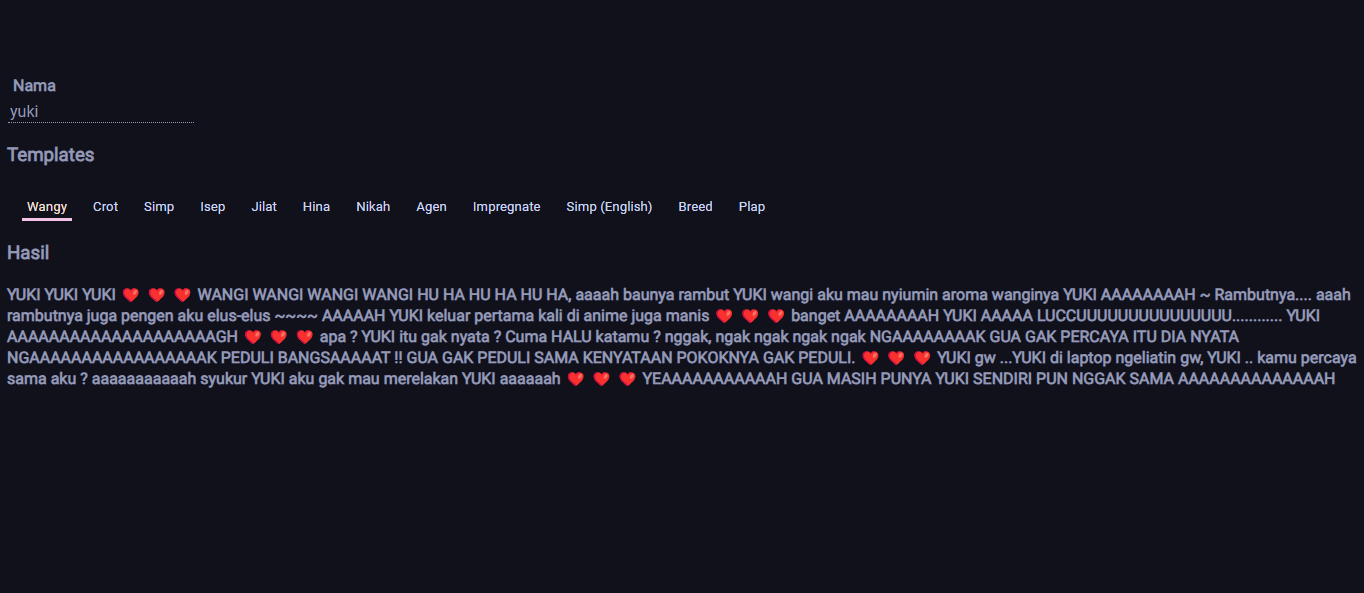 Nama
yuki
Templates
Wangy Crot Simp Isep Jilat Hina Nikah Agen Impregnate Simp (English) Breed Plap
Hasil
YUKI YUKI YUKI ❤️ ❤️ ❤️ WANGI WANGI WANGI WANGI HU HA HU HA HU HA, aaaah baunya rambut YUKI wangi aku mau nyiumin aroma wanginya YUKI AAAAAAAAH ~ Rambutnya.... aaah
rambutnya juga pengen aku elus-elus ~~~~ AAAAAH YUKI keluar pertama kali di anime juga manis ❤️ ❤️ ❤️ banget AAAAAAAAH YUKI AAAAA LUCCUUUUUUUUUUUUUUU............ YUKI
AAAAAAAAAAAAAAAAAAAAGH ❤️ ❤️ ❤️ apa ? YUKI itu gak nyata ? Cuma HALU katamu ? nggak, ngak ngak ngak ngak NGAAAAAAAAK GUA GAK PERCAYA ITU DIA NYATA
NGAAAAAAAAAAAAAAAAAK PEDULI BANGSAAAAAT !! GUA GAK PEDULI SAMA KENYATAAN POKOKNYA GAK PEDULI. ❤️ ❤️ ❤️ YUKI gw ...YUKI di laptop ngeliatin gw, YUKI .. kamu percaya
sama aku ? aaaaaaaaaaah syukur YUKI aku gak mau merelakan YUKI aaaaaah ❤️ ❤️ ❤️ YEAAAAAAAAAAAH GUA MASIH PUNYA YUKI SENDIRI PUN NGGAK SAMA AAAAAAAAAAAAAAH